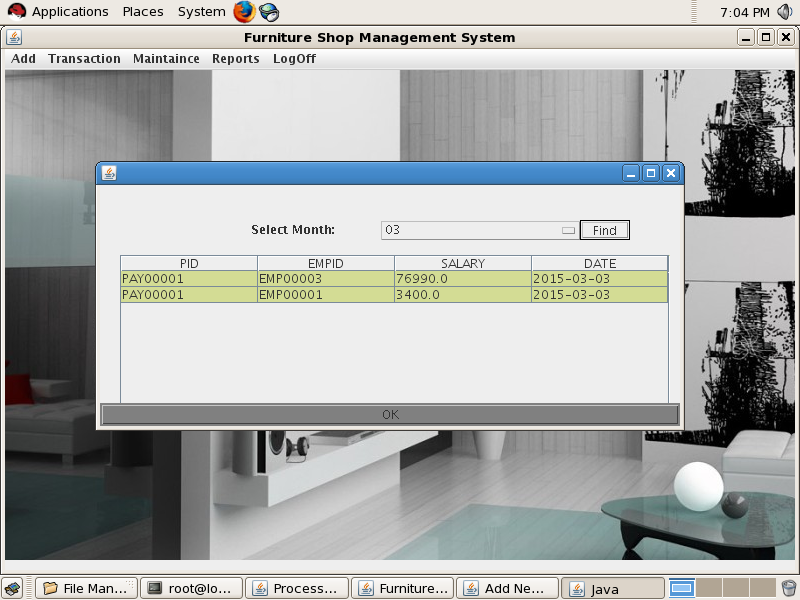 Applications Places System 7:04 PM
Furniture Shop Management System
Add Transaction Maintaince Reports LogOff
Select Month: 03 Find
PID EMPID SALARY DATE
PAY00001 EMP00003 76990.0 2015-03-03
PAY00001 EMP00001 3400.0 2015-03-03
OK
File Man... root@lo... Process... Furniture... Add Ne... Java